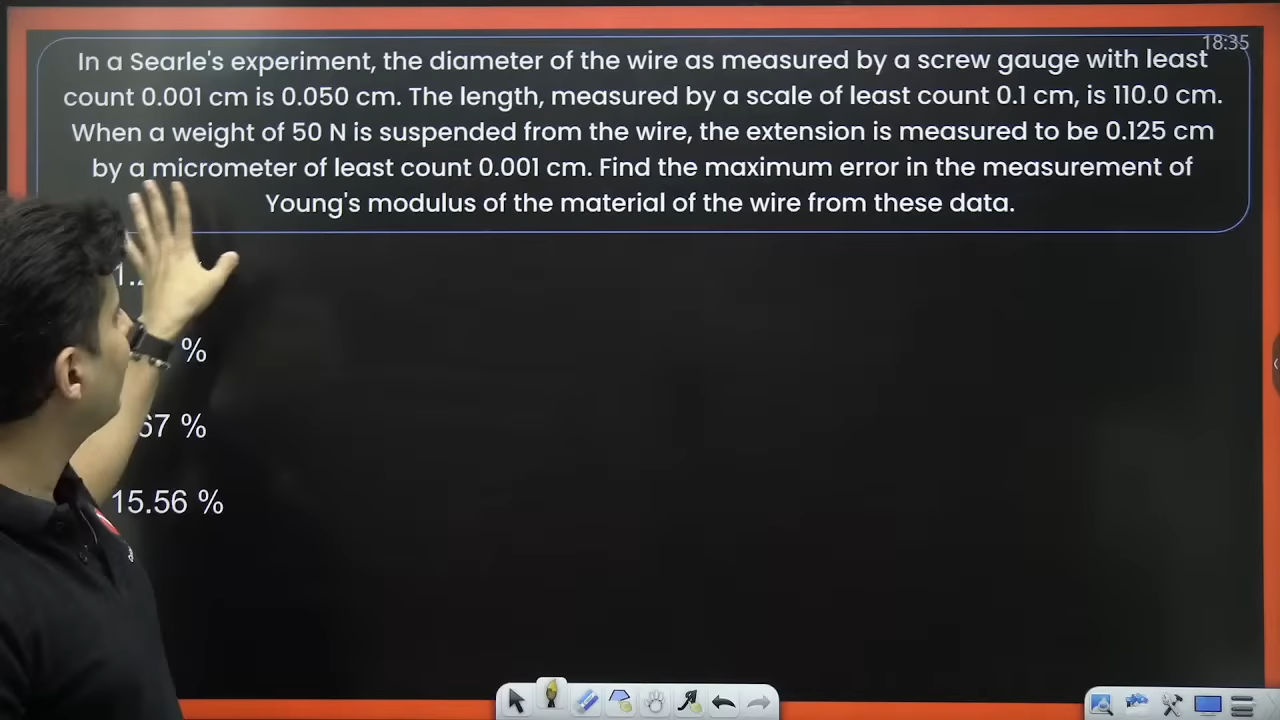 18:35
In a Searle's experiment, the diameter of the wire as measured by a screw gauge with least
count 0.001 cm is 0.050 cm. The length, measured by a scale of least count 0.1 cm, is 110.0 cm.
When a weight of 50 N is suspended from the wire, the extension is measured to be 0.125 cm
by a micrometer of least count 0.001 cm. Find the maximum error in the measurement of
Young's modulus of the material of the wire from these data.
%
67 %
15.56 %